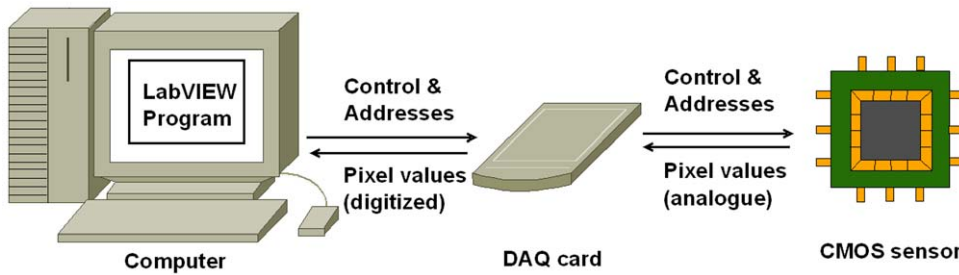 LabVIEW
Program
Control &
Addresses
Pixel values
(digitized)
Computer
DAQ card
Control &
Addresses
Pixel values
(analogue)
CMOS sensor